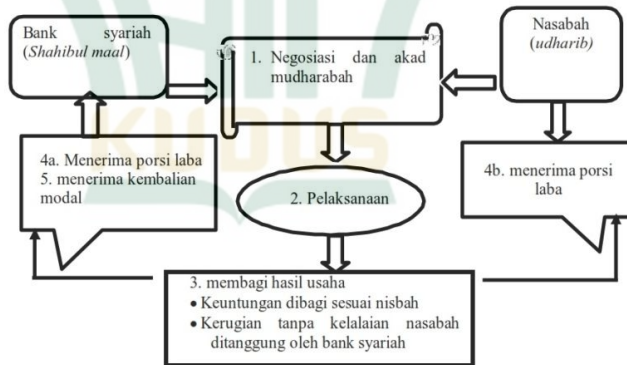 Bank syariah
(Shahibul maal)
1. Negosiasi dan akad
mudharabah
Nasabah
(udharib)
4a. Menerima porsi laba
5. menerima kembalian
modal
2. Pelaksanaan
4b. menerima porsi
laba
3. membagi hasil usaha
• Keuntungan dibagi sesuai nisbah
• Kerugian tanpa kelalaian nasabah
ditanggung oleh bank syariah
KUDUS